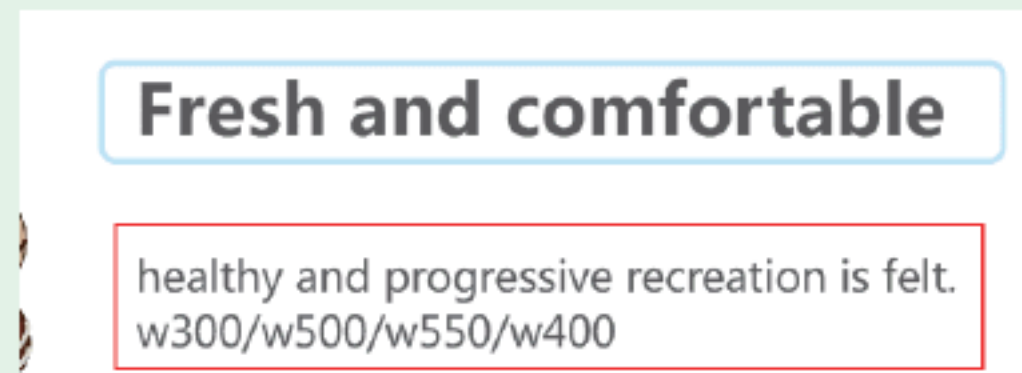 Fresh and comfortable
healthy and progressive recreation is felt.
w300/w500/w550/w400